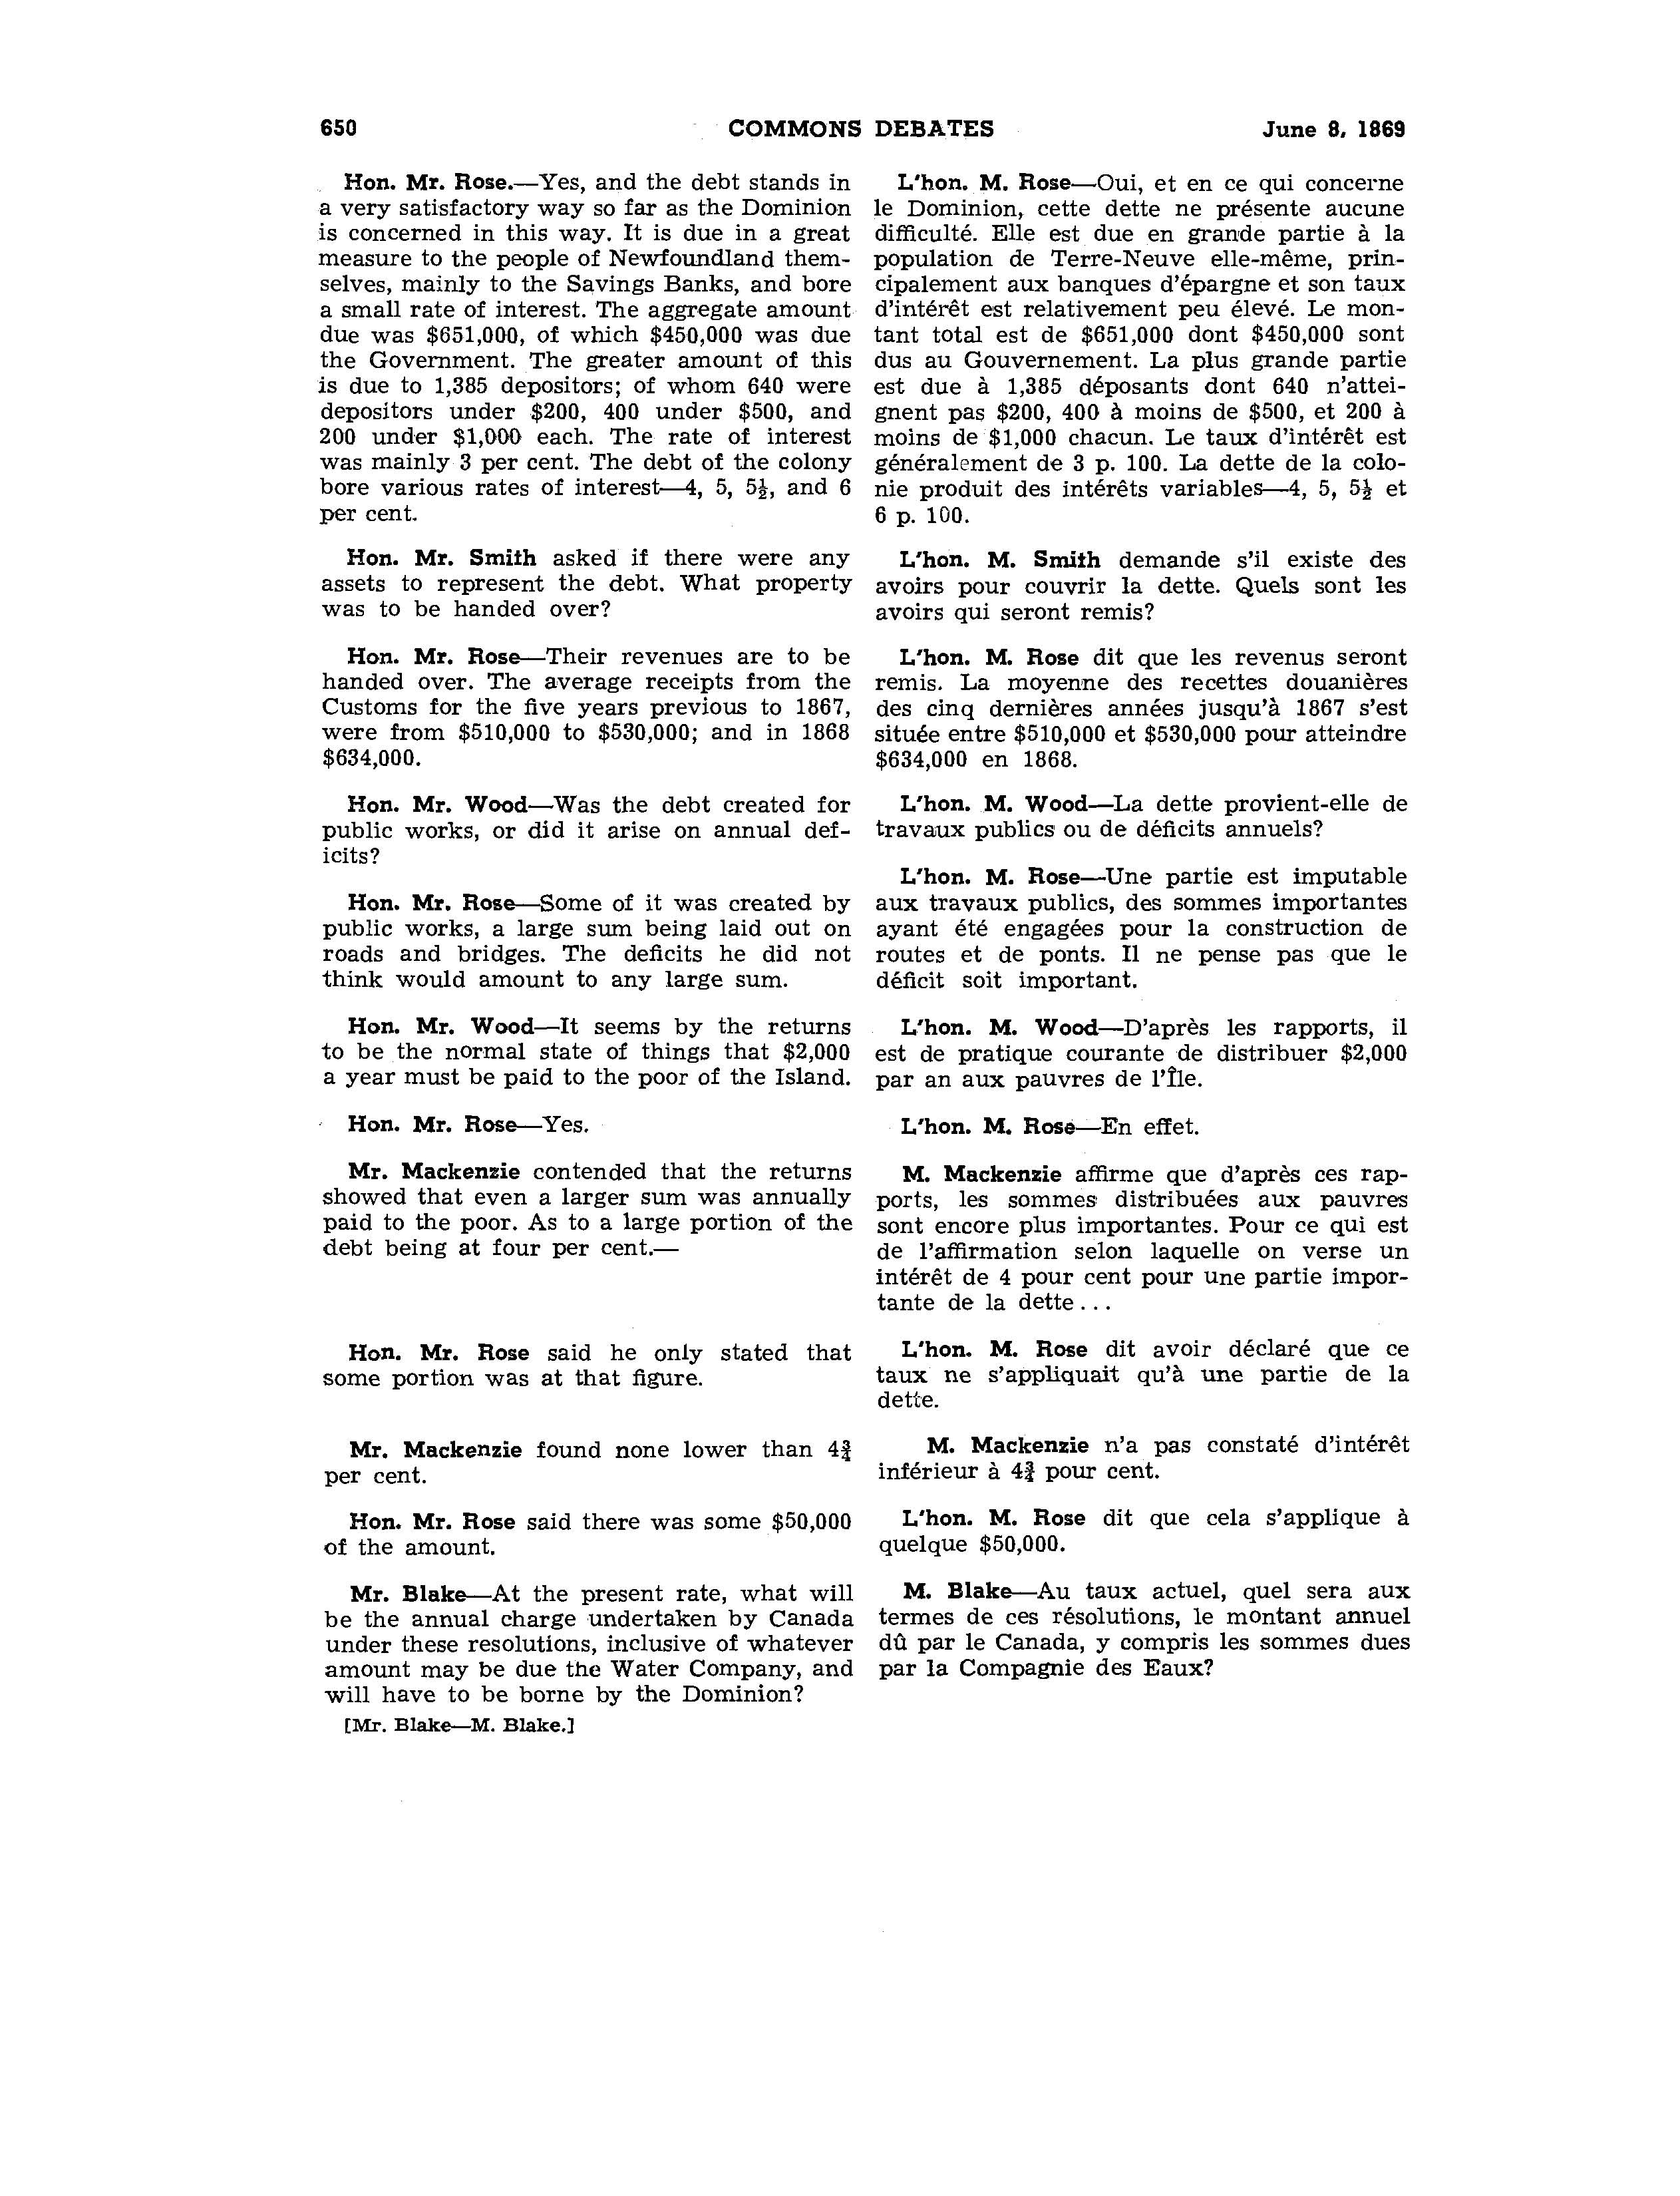 650
COMMONS DEBATES
June 8, 1869
Hon. Mr. Rose.—Yes, and the debt stands in
a very satisfactory way so far as the Dominion
is concerned in this way. It is due in a great
measure to the people of Newfoundland them-
selves, mainly to the Savings Banks, and bore
a small rate of interest. The aggregate amount
due was $651,000, of which $450,000 was due
the Government. The greater amount of this
is due to 1,385 depositors; of whom 640 were
depositors under $200, 400 under $500, and
200 under $1,000 each. The rate of interest
was mainly 3 per cent. The debt of the colony
bore various rates of interest—4, 5, 5½, and 6
per cent.
Hon. Mr. Smith asked if there were any
assets to represent the debt. What property
was to be handed over?
Hon. Mr. Rose—Their revenues are to be
handed over. The average receipts from the
Customs for the five years previous to 1867,
were from $510,000 to $530,000; and in 1868
$634,000.
Hon. Mr. Wood—Was the debt created for
public works, or did it arise on annual def-
icits?
Hon. Mr. Rose—Some of it was created by
public works, a large sum being laid out on
roads and bridges. The deficits he did not
think would amount to any large sum.
Hon. Mr. Wood—It seems by the returns
to be the normal state of things that $2,000
a year must be paid to the poor of the Island.
Hon. Mr. Rose—Yes.
Mr. Mackenzie contended that the returns
showed that even a larger sum was annually
paid to the poor. As to a large portion of the
debt being at four per cent.—
Hon. Mr. Rose said he only stated that
some portion was at that figure.
Mr. Mackenzie found none lower than 4¾
per cent.
Hon. Mr. Rose said there was some $50,000
of the amount.
Mr. Blake—At the present rate, what will
be the annual charge undertaken by Canada
under these resolutions, inclusive of whatever
amount may be due the Water Company, and
will have to be borne by the Dominion?
[Mr. Blake—M. Blake.]
L'hon. M. Rose—Oui, et en ce qui concerne
le Dominion, cette dette ne présente aucune
difficulté. Elle est due en grande partie à la
population de Terre-Neuve elle-même, prin-
cipalement aux banques d'épargne et son taux
d'intérêt est relativement peu élevé. Le mon-
tant total est de $651,000 dont $450,000 sont
dus au Gouvernement. La plus grande partie
est due à 1,385 déposants dont 640 n'attei-
gnent pas $200, 400 à moins de $500, et 200 à
moins de $1,000 chacun. Le taux d'intérêt est
généralement de 3 p. 100. La dette de la colo-
nie produit des intérêts variables—4, 5, 5½ et
6 p. 100.
L'hon. M. Smith demande s'il existe des
avoirs pour couvrir la dette. Quels sont les
avoirs qui seront remis?
L'hon. M. Rose dit que les revenus seront
remis. La moyenne des recettes douanières
des cinq dernières années jusqu'à 1867 s'est
située entre $510,000 et $530,000 pour atteindre
$634,000 en 1868.
L'hon. M. Wood—La dette provient-elle de
travaux publics ou de déficits annuels?
L'hon. M. Rose—Une partie est imputable
aux travaux publics, des sommes importantes
ayant été engagées pour la construction de
routes et de ponts. Il ne pense pas que le
déficit soit important.
L'hon. M. Wood—D'après les rapports, il
est de pratique courante de distribuer $2,000
par an aux pauvres de l'Île.
L'hon. M. Rose—En effet.
M. Mackenzie affirme que d'après ces rap-
ports, les sommes distribuées aux pauvres
sont encore plus importantes. Pour ce qui est
de l'affirmation selon laquelle on verse un
intérêt de 4 pour cent pour une partie impor-
tante de la dette...
L'hon. M. Rose dit avoir déclaré que ce
taux ne s'appliquait qu'à une partie de la
dette.
M. Mackenzie n'a pas constaté d'intérêt
inférieur à 4¾ pour cent.
L'hon. M. Rose dit que cela s'applique à
quelque $50,000.
M. Blake—Au taux actuel, quel sera aux
termes de ces résolutions, le montant annuel
dû par le Canada, y compris les sommes dues
par la Compagnie des Eaux?